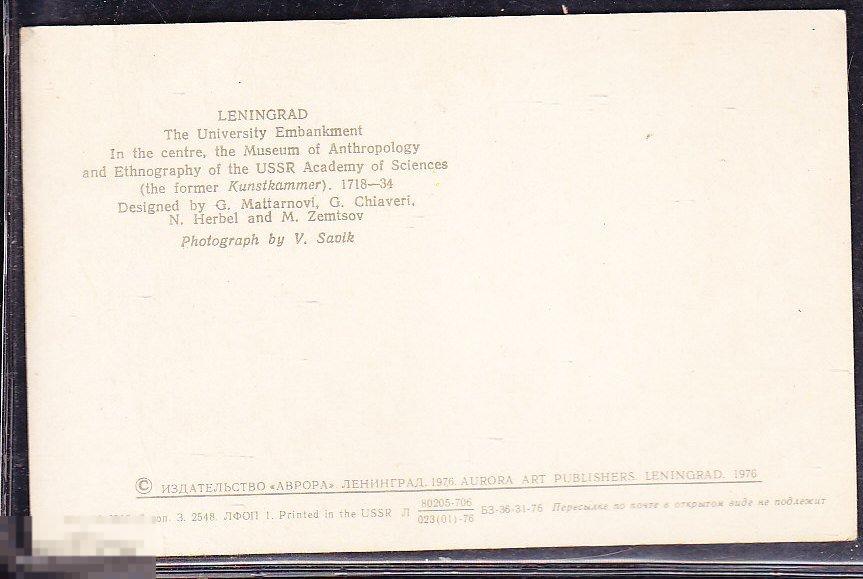 LENINGRAD
The University Embankment
In the centre, the Museum of Anthropology
and Ethnography of the USSR Academy of Sciences
(the former Kunstkammer). 1718—34
Designed by G. Mattarnovi, G. Chiaveri,
N. Herbel and M. Zemtsov
Photograph by V. Savik
© ИЗДАТЕЛЬСТВО «АВРОРА». ЛЕНИНГРАД. 1976. AURORA ART PUBLISHERS. LENINGRAD. 1976
З. 2548. ЛФОП 1. Printed in the USSR Л 80205-706
023(01)-76 БЗ-36-31-76 Пересылке по почте в открытом виде не подлежит